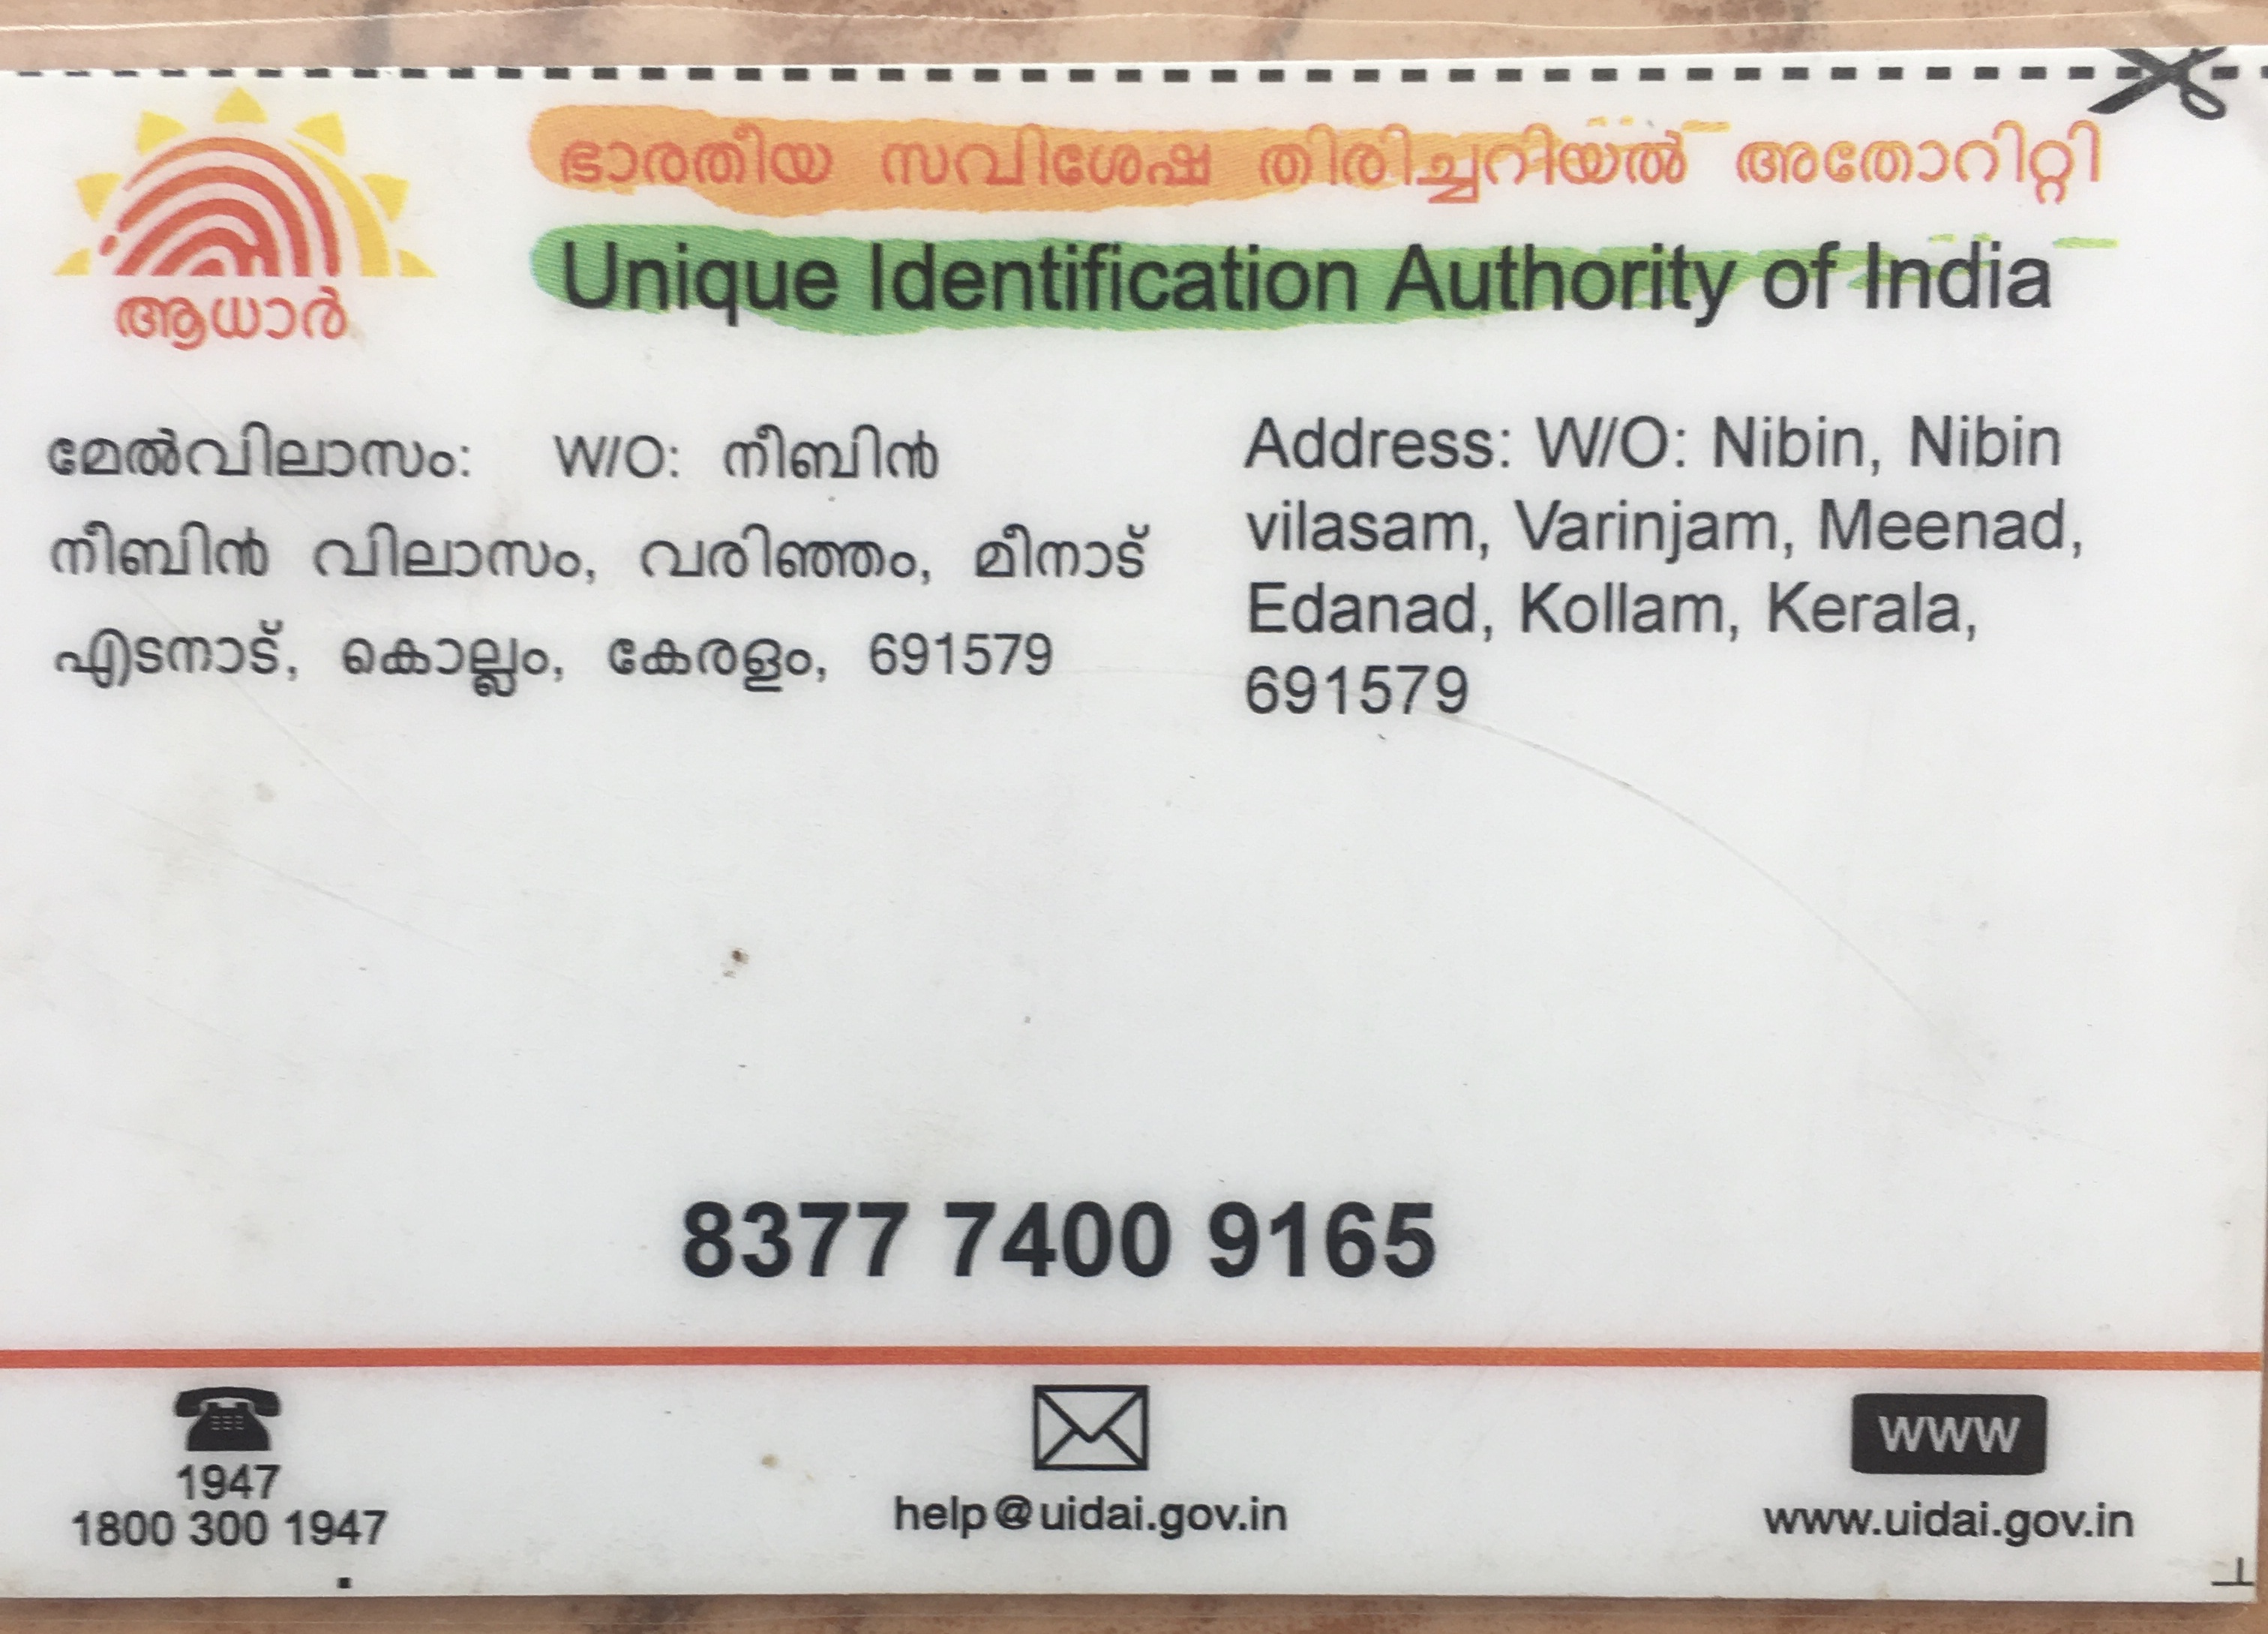 ഭാരതീയ സവിശേഷ തിരിച്ചറിയൽ അതോറിറ്റി
Unique Identification Authority of India
ആധാർ
മേൽവിലാസം: W/O: നീബിൻ
നീബിൻ വിലാസം, വരിഞ്ഞം, മീനാട്
എടനാട്, കൊല്ലം, കേരളം, 691579
Address: W/O: Nibin, Nibin
vilasam, Varinjam, Meenad,
Edanad, Kollam, Kerala,
691579
8377 7400 9165
1947
1800 300 1947
help@uidai.gov.in
www
www.uidai.gov.in